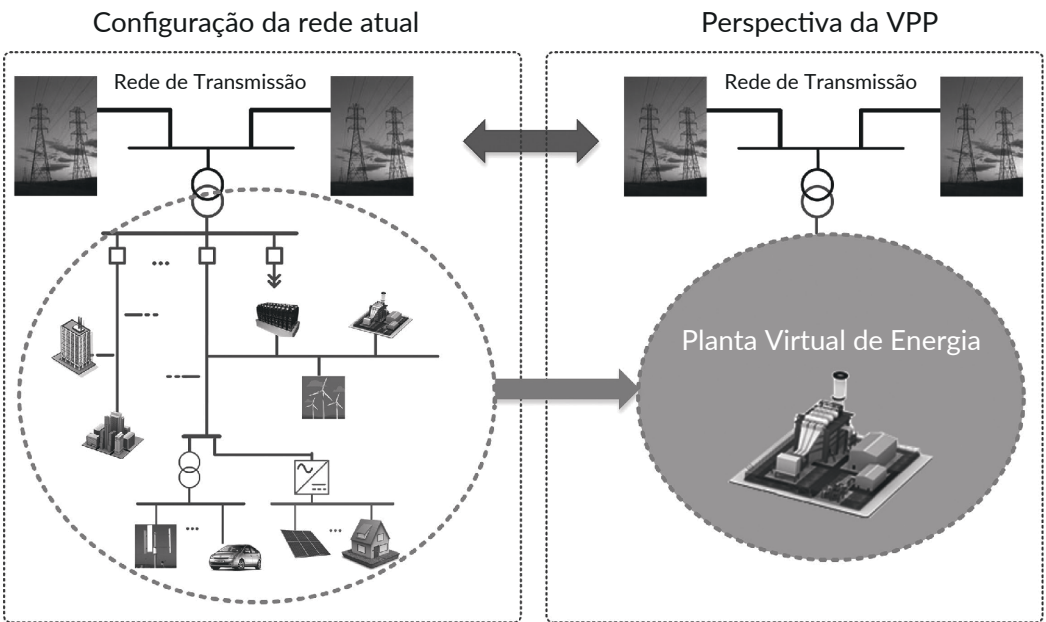 Configuração da rede atual
Perspectiva da VPP
Rede de Transmissão
Rede de Transmissão
Planta Virtual de Energia